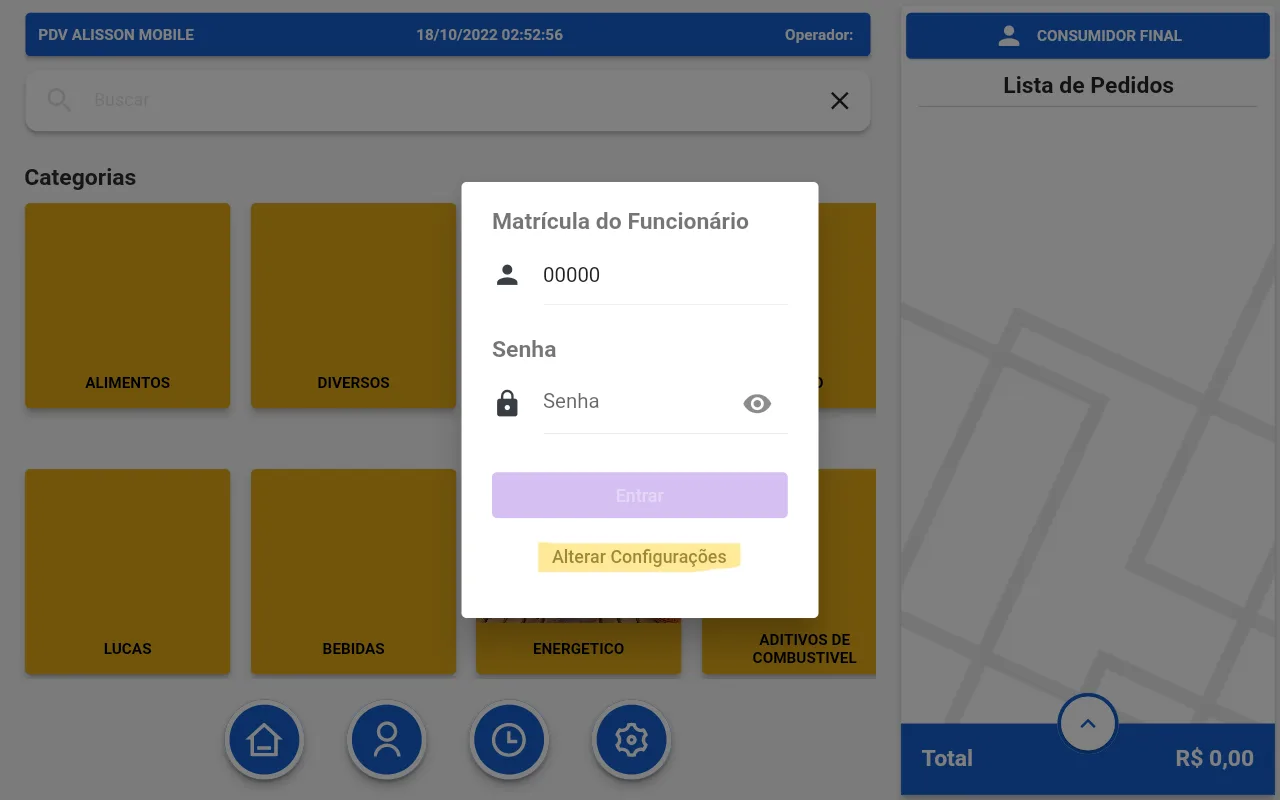 PDV ALISSON MOBILE
18/10/2022 02:52:56
Operador:
CONSUMIDOR FINAL
Buscar
Lista de Pedidos
Categorias
ALIMENTOS
DIVERSOS
Matrícula do Funcionário
00000
Senha
Senha
Entrar
Alterar Configurações
LUCAS
BEBIDAS
ENERGETICO
ADITIVOS DE
COMBUSTIVEL
Total
R$ 0,00